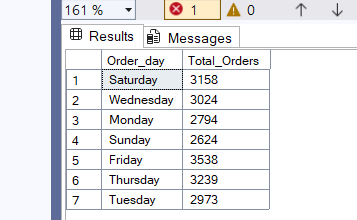 161 % 1 0
Results Messages
Order_day Total_Orders
1 Saturday 3158
2 Wednesday 3024
3 Monday 2794
4 Sunday 2624
5 Friday 3538
6 Thursday 3239
7 Tuesday 2973